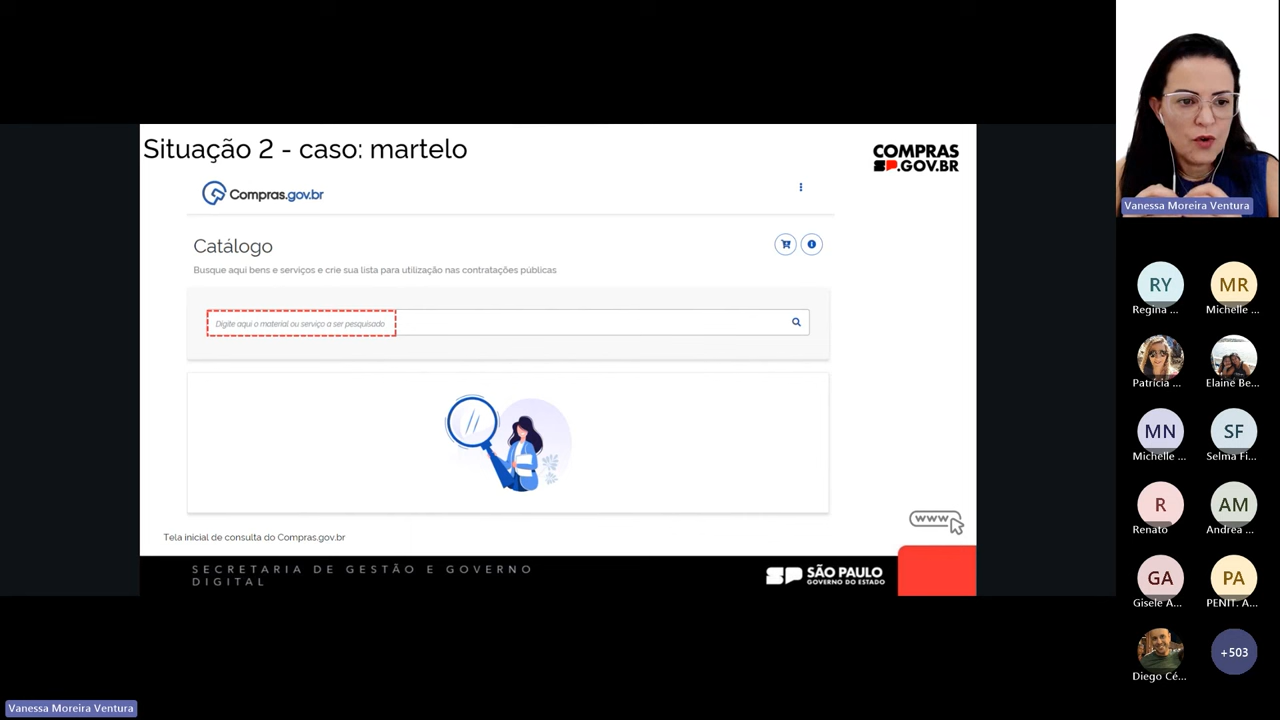 Situação 2 - caso: martelo
COMPRAS
SP.GOV.BR
Compras.gov.br
Catálogo
Busque aqui bens e serviços e crie sua lista para utilização nas contratações públicas
Digite aqui o material ou serviço a ser pesquisado
www
Tela inicial de consulta do Compras.gov.br
SECRETARIA DE GESTÃO E GOVERNO
DIGITAL
SP SÃO PAULO
GOVERNO DO ESTADO
Vanessa Moreira Ventura
RY
MR
Regina ...
Michelle ...
Patrícia ...
Elaine Be...
MN
SF
Michelle ...
Selma Fi...
R
AM
Renato
Andrea ...
GA
PA
Gisele A...
PENIT. A...
+503
Diego Cé...
Vanessa Moreira Ventura